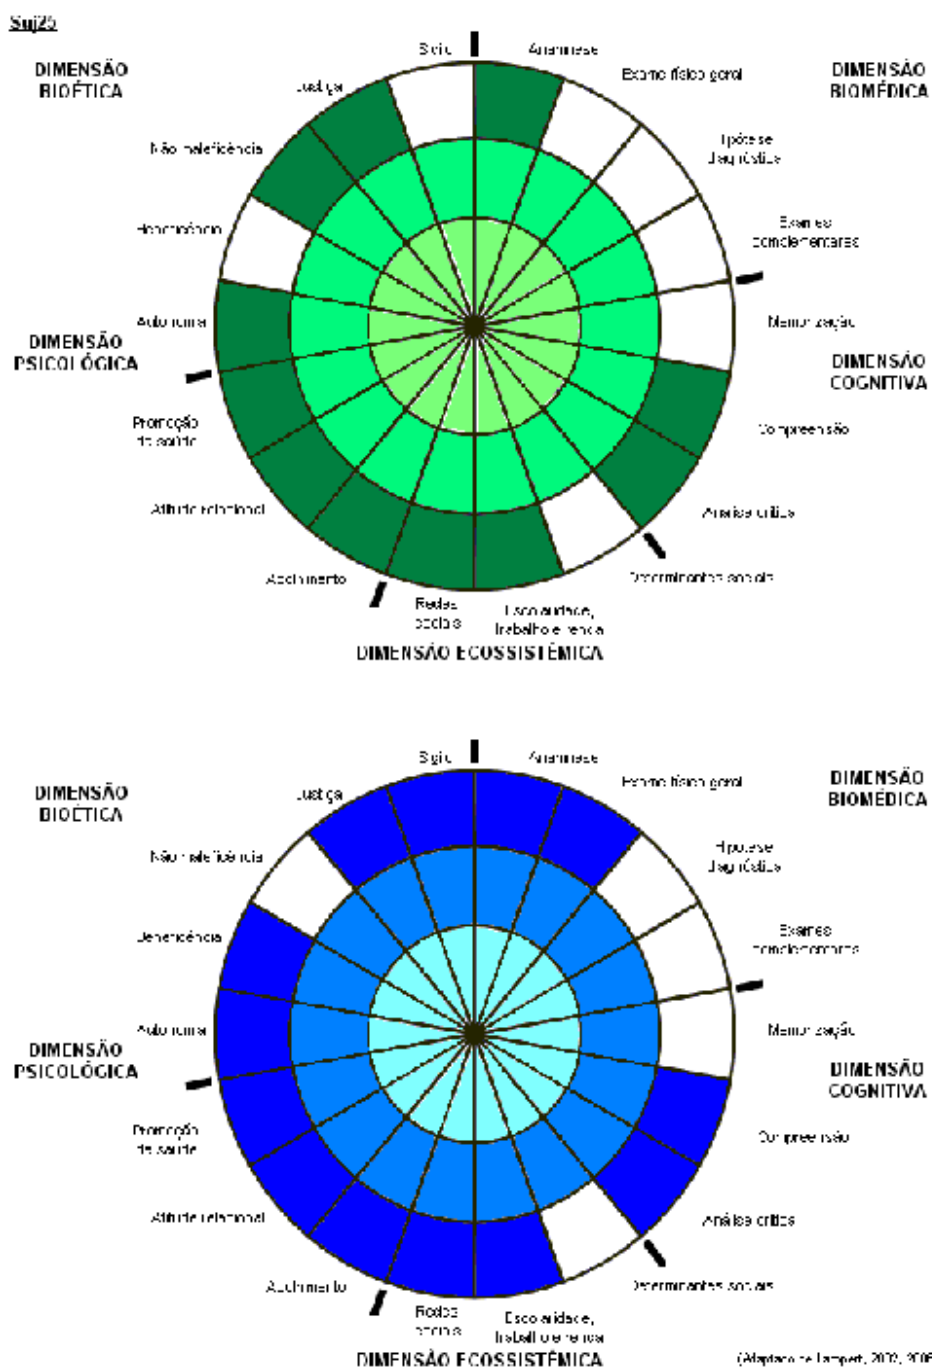 Suj25
Sigilo
Anamnese
DIMENSÃO
BIOÉTICA
Justiça
Exame físico geral
DIMENSÃO
BIOMÉDICA
Não maleficência
Hipótese
diagnóstica
Beneficência
Exames
complementares
Autonomia
Memorização
DIMENSÃO
PSICOLÓGICA
DIMENSÃO
COGNITIVA
Promoção
da saúde
Compreensão
Atitude relacional
Análise crítica
Acolhimento
Determinantes sociais
Redes
sociais
Escolaridade,
trabalho e renda
DIMENSÃO ECOSSISTÊMICA
Sigilo
Anamnese
DIMENSÃO
BIOÉTICA
Justiça
Exame físico geral
DIMENSÃO
BIOMÉDICA
Não maleficência
Hipótese
diagnóstica
Beneficência
Exames
complementares
Autonomia
Memorização
DIMENSÃO
PSICOLÓGICA
DIMENSÃO
COGNITIVA
Promoção
da saúde
Compreensão
Atitude relacional
Análise crítica
Acolhimento
Determinantes sociais
Redes
sociais
Escolaridade,
trabalho e renda
DIMENSÃO ECOSSISTÊMICA
(Adaptado de Lampert, 2002,